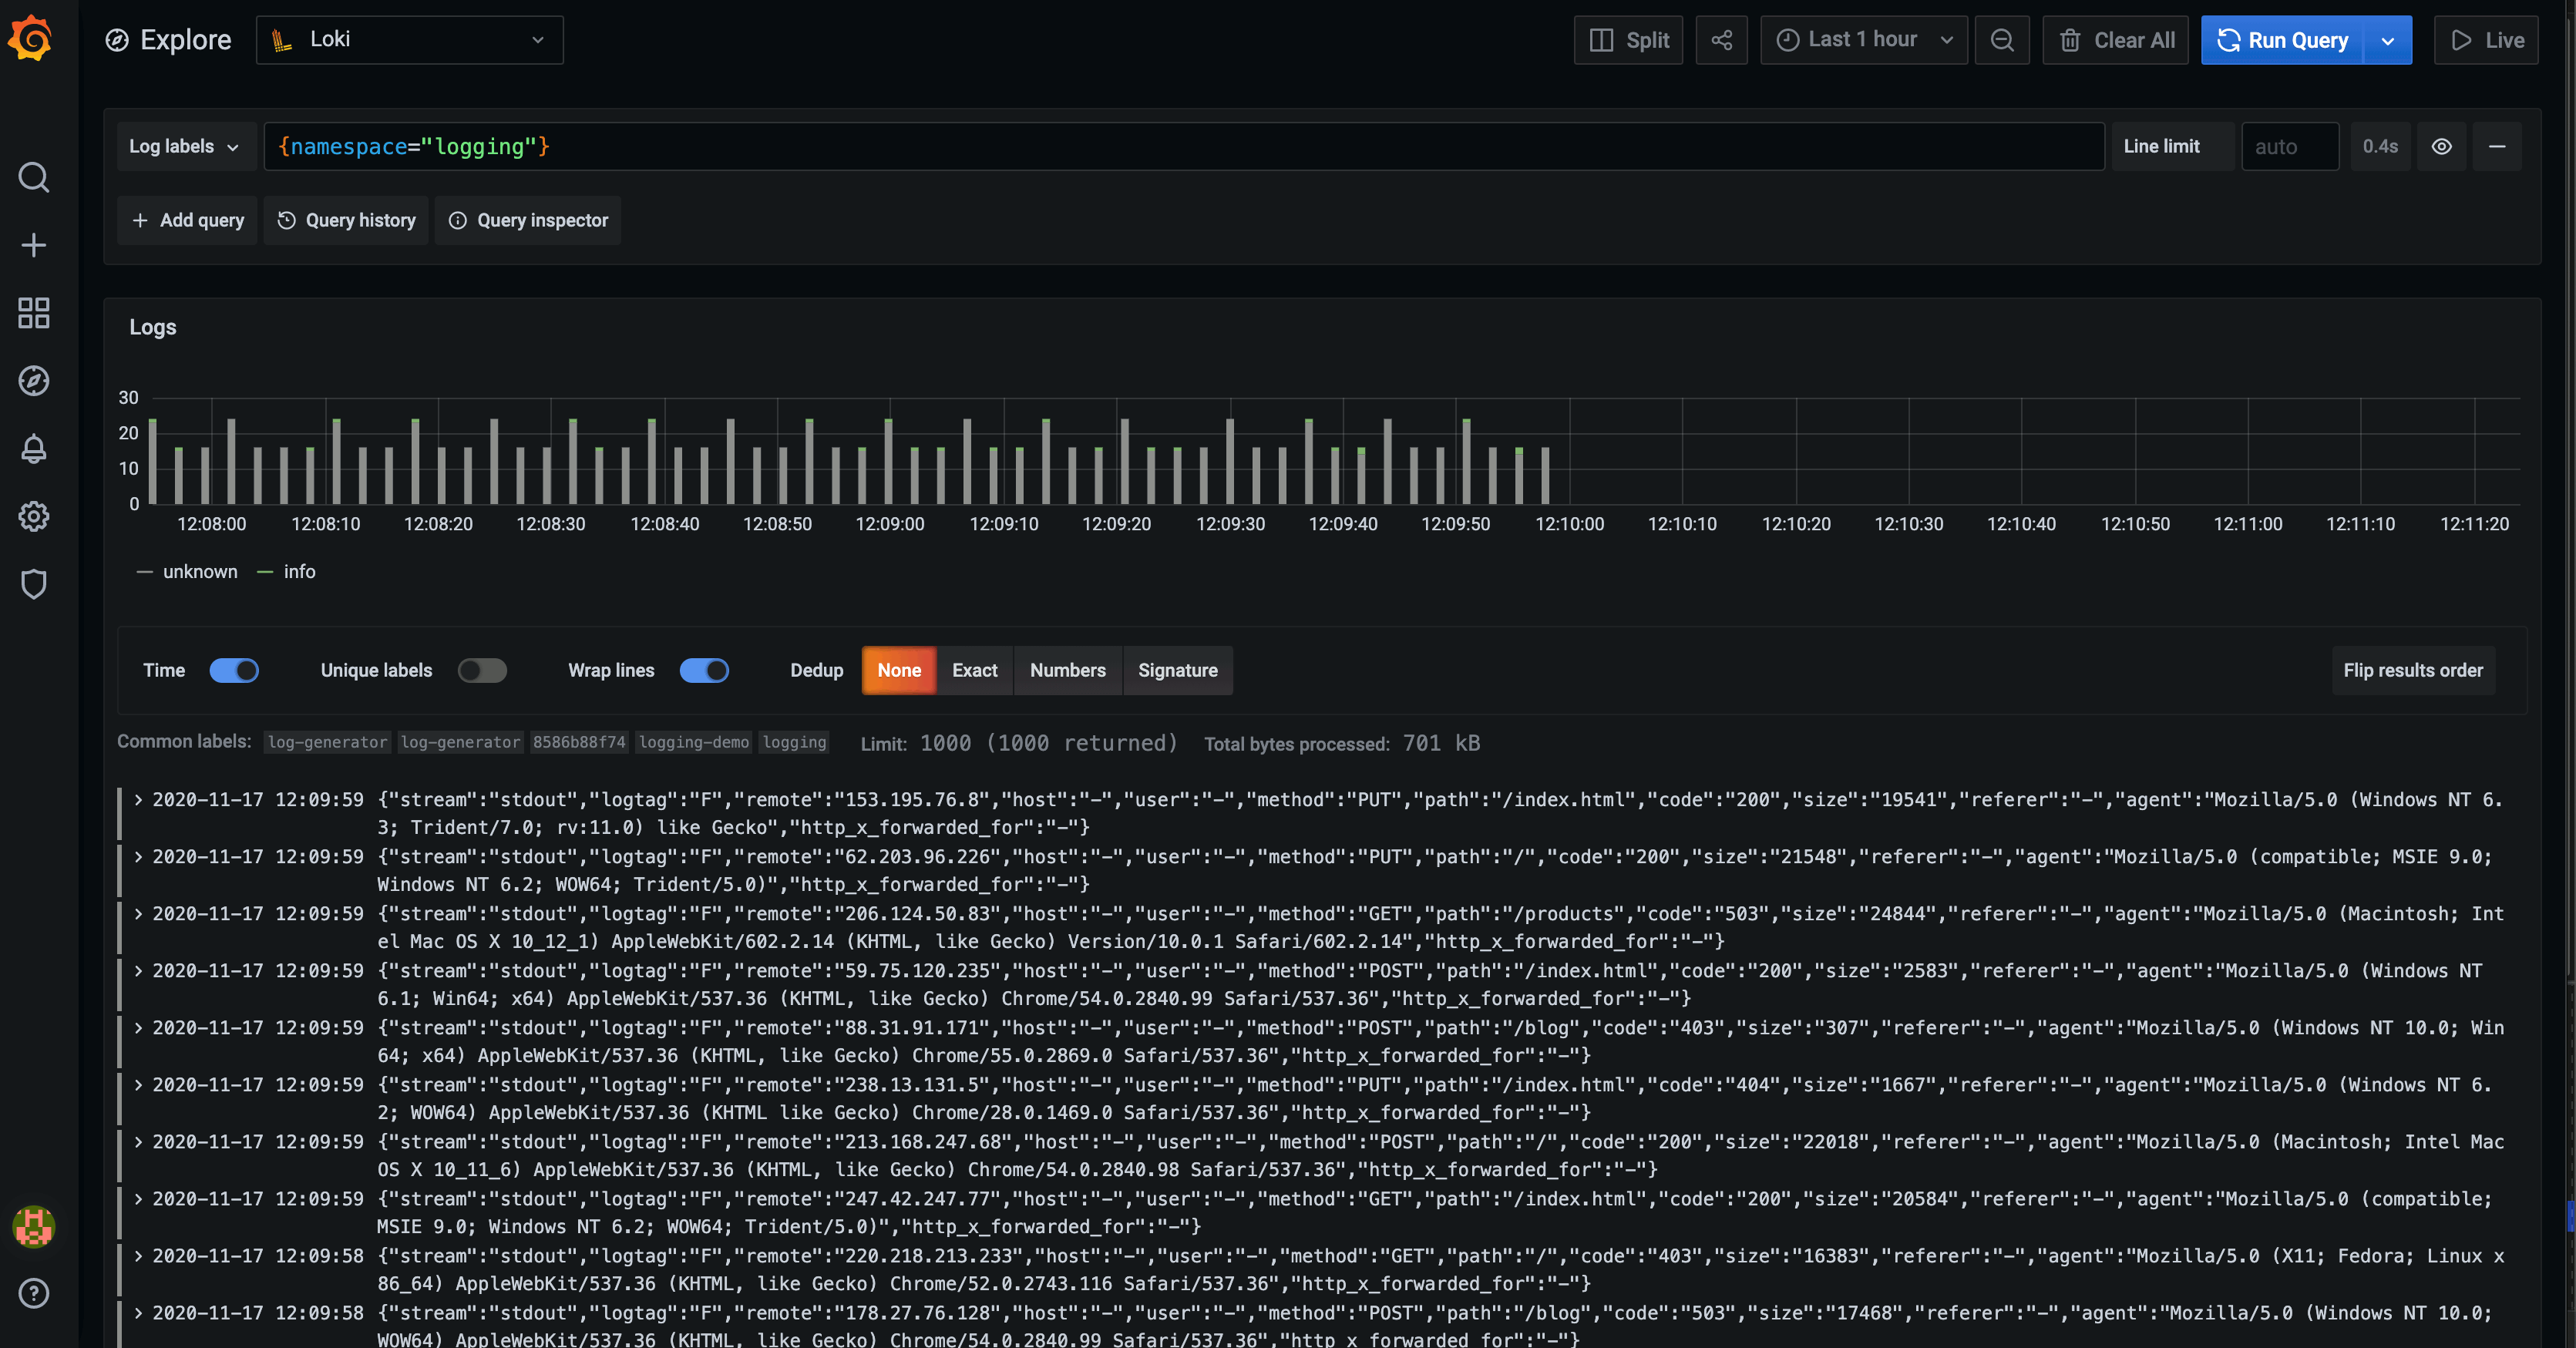 Explore Loki Split Last 1 hour Clear All Run Query Live
Log labels {namespace="logging"} Line limit auto 0.4s
Add query Query history Query inspector
Logs
30
20
10
0
12:08:00 12:08:10 12:08:20 12:08:30 12:08:40 12:08:50 12:09:00 12:09:10 12:09:20 12:09:30 12:09:40 12:09:50 12:10:00 12:10:10 12:10:20 12:10:30 12:10:40 12:10:50 12:11:00 12:11:10 12:11:20
unknown info
Time Unique labels Wrap lines Dedup None Exact Numbers Signature Flip results order
Common labels: log-generator log-generator 8586b88f74 logging-demo logging Limit: 1000 (1000 returned) Total bytes processed: 701 kB
2020-11-17 12:09:59 {"stream":"stdout","logtag":"F","remote":"153.195.76.8","host":"-","user":"-","method":"PUT","path":"/index.html","code":"200","size":"19541","referer":"-","agent":"Mozilla/5.0 (Windows NT 6.
3; Trident/7.0; rv:11.0) like Gecko","http_x_forwarded_for":"-"}
2020-11-17 12:09:59 {"stream":"stdout","logtag":"F","remote":"62.203.96.226","host":"-","user":"-","method":"PUT","path":"/","code":"200","size":"21548","referer":"-","agent":"Mozilla/5.0 (compatible; MSIE 9.0;
Windows NT 6.2; WOW64; Trident/5.0)","http_x_forwarded_for":"-"}
2020-11-17 12:09:59 {"stream":"stdout","logtag":"F","remote":"206.124.50.83","host":"-","user":"-","method":"GET","path":"/products","code":"503","size":"24844","referer":"-","agent":"Mozilla/5.0 (Macintosh; Int
el Mac OS X 10_12_1) AppleWebKit/602.2.14 (KHTML, like Gecko) Version/10.0.1 Safari/602.2.14","http_x_forwarded_for":"-"}
2020-11-17 12:09:59 {"stream":"stdout","logtag":"F","remote":"59.75.120.235","host":"-","user":"-","method":"POST","path":"/index.html","code":"200","size":"2583","referer":"-","agent":"Mozilla/5.0 (Windows NT
6.1; Win64; x64) AppleWebKit/537.36 (KHTML, like Gecko) Chrome/54.0.2840.99 Safari/537.36","http_x_forwarded_for":"-"}
2020-11-17 12:09:59 {"stream":"stdout","logtag":"F","remote":"88.31.91.171","host":"-","user":"-","method":"POST","path":"/blog","code":"403","size":"307","referer":"-","agent":"Mozilla/5.0 (Windows NT 10.0; Win
64; x64) AppleWebKit/537.36 (KHTML, like Gecko) Chrome/55.0.2869.0 Safari/537.36","http_x_forwarded_for":"-"}
2020-11-17 12:09:59 {"stream":"stdout","logtag":"F","remote":"238.13.131.5","host":"-","user":"-","method":"PUT","path":"/index.html","code":"404","size":"1667","referer":"-","agent":"Mozilla/5.0 (Windows NT 6.
2; WOW64) AppleWebKit/537.36 (KHTML like Gecko) Chrome/28.0.1469.0 Safari/537.36","http_x_forwarded_for":"-"}
2020-11-17 12:09:59 {"stream":"stdout","logtag":"F","remote":"213.168.247.68","host":"-","user":"-","method":"POST","path":"/","code":"200","size":"22018","referer":"-","agent":"Mozilla/5.0 (Macintosh; Intel Mac
OS X 10_11_6) AppleWebKit/537.36 (KHTML, like Gecko) Chrome/54.0.2840.98 Safari/537.36","http_x_forwarded_for":"-"}
2020-11-17 12:09:59 {"stream":"stdout","logtag":"F","remote":"247.42.247.77","host":"-","user":"-","method":"GET","path":"/index.html","code":"200","size":"20584","referer":"-","agent":"Mozilla/5.0 (compatible;
MSIE 9.0; Windows NT 6.2; WOW64; Trident/5.0)","http_x_forwarded_for":"-"}
2020-11-17 12:09:58 {"stream":"stdout","logtag":"F","remote":"220.218.213.233","host":"-","user":"-","method":"GET","path":"/","code":"403","size":"16383","referer":"-","agent":"Mozilla/5.0 (X11; Fedora; Linux x
86_64) AppleWebKit/537.36 (KHTML, like Gecko) Chrome/52.0.2743.116 Safari/537.36","http_x_forwarded_for":"-"}
2020-11-17 12:09:58 {"stream":"stdout","logtag":"F","remote":"178.27.76.128","host":"-","user":"-","method":"POST","path":"/blog","code":"503","size":"17468","referer":"-","agent":"Mozilla/5.0 (Windows NT 10.0;
WOW64) AppleWebKit/537.36 (KHTML, like Gecko) Chrome/54.0.2840.99 Safari/537.36","http_x_forwarded_for":"-"}